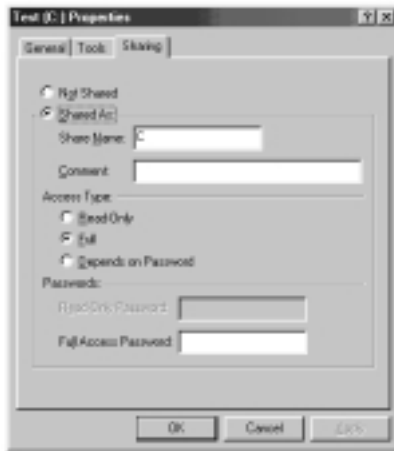 Test (C:) Properties
General Tools Sharing
Not Shared
Shared As:
Share Name: C
Comment:
Access Type:
Read-Only
Full
Depends on Password
Passwords:
Read-Only Password:
Full Access Password:
OK Cancel Apply